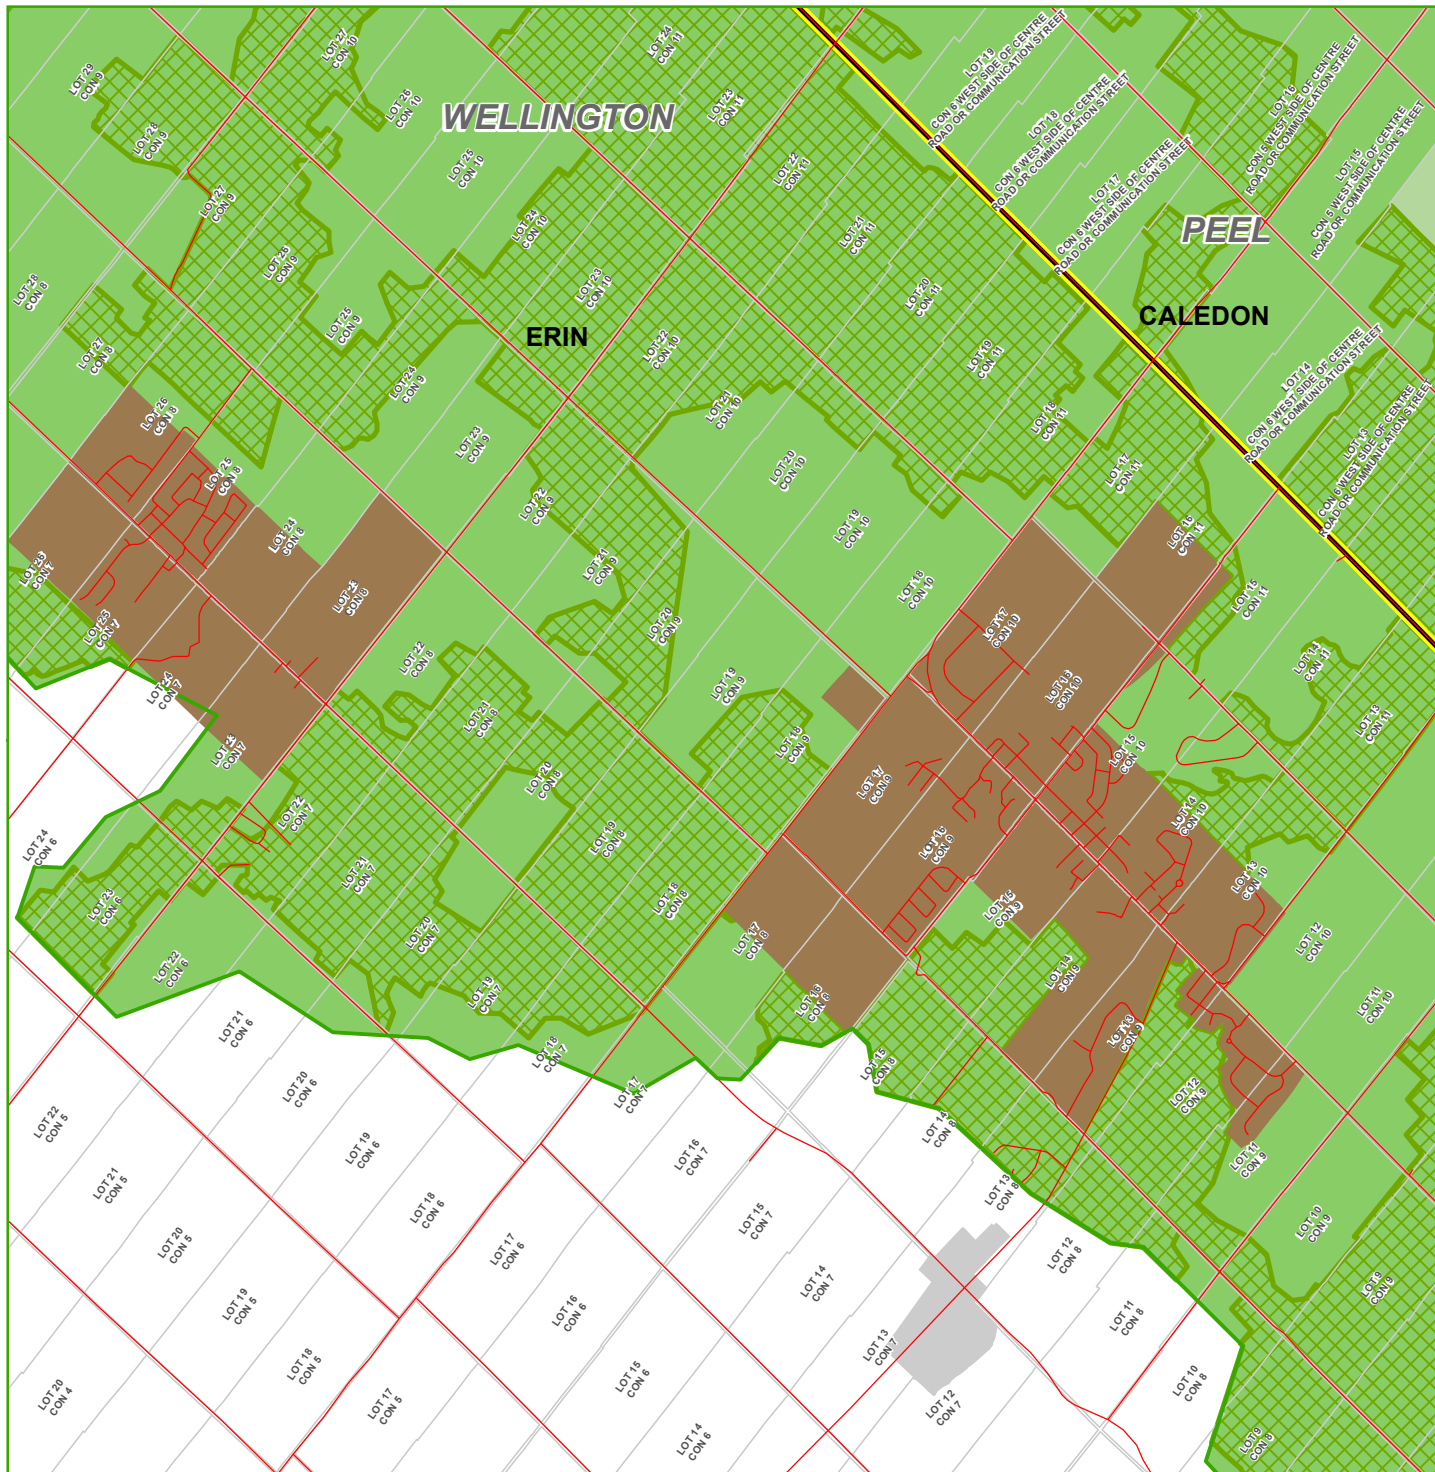 WELLINGTON
PEEL
ERIN
CALEDON
LOT 29
CON 9
LOT 28
CON 9
LOT 27
CON 10
LOT 26
CON 10
LOT 25
CON 10
LOT 24
CON 11
LOT 23
CON 11
LOT 22
CON 11
LOT 19
CON 6 WEST SIDE OF CENTRE
ROAD OR COMMUNICATION STREET
LOT 18
CON 6 WEST SIDE OF CENTRE
ROAD OR COMMUNICATION STREET
LOT 17
CON 6 WEST SIDE OF CENTRE
ROAD OR COMMUNICATION STREET
LOT 16
CON 5 WEST SIDE OF CENTRE
ROAD OR COMMUNICATION STREET
LOT 15
CON 5 WEST SIDE OF CENTRE
ROAD OR COMMUNICATION STREET
LOT 14
CON 6 WEST SIDE OF CENTRE
ROAD OR COMMUNICATION STREET
LOT 13
CON 6 WEST SIDE OF CENTRE
ROAD OR COMMUNICATION STREET
LOT 27
CON 9
LOT 26
CON 9
LOT 25
CON 9
LOT 24
CON 9
LOT 23
CON 9
LOT 22
CON 9
LOT 21
CON 9
LOT 20
CON 9
LOT 19
CON 9
LOT 18
CON 9
LOT 17
CON 9
LOT 16
CON 9
LOT 15
CON 9
LOT 14
CON 9
LOT 13
CON 9
LOT 12
CON 9
LOT 11
CON 9
LOT 10
CON 9
LOT 9
CON 9
LOT 24
CON 10
LOT 23
CON 10
LOT 22
CON 10
LOT 21
CON 10
LOT 20
CON 10
LOT 19
CON 10
LOT 18
CON 10
LOT 17
CON 10
LOT 16
CON 10
LOT 15
CON 10
LOT 14
CON 10
LOT 13
CON 10
LOT 12
CON 10
LOT 11
CON 10
LOT 21
CON 11
LOT 20
CON 11
LOT 19
CON 11
LOT 18
CON 11
LOT 17
CON 11
LOT 16
CON 11
LOT 15
CON 11
LOT 14
CON 11
LOT 13
CON 11
LOT 28
CON 8
LOT 27
CON 8
LOT 26
CON 8
LOT 25
CON 8
LOT 24
CON 8
LOT 23
CON 8
LOT 22
CON 8
LOT 21
CON 8
LOT 20
CON 8
LOT 19
CON 8
LOT 18
CON 8
LOT 17
CON 8
LOT 16
CON 8
LOT 15
CON 8
LOT 14
CON 8
LOT 13
CON 8
LOT 12
CON 8
LOT 11
CON 8
LOT 10
CON 8
LOT 9
CON 8
LOT 26
CON 7
LOT 25
CON 7
LOT 24
CON 7
LOT 23
CON 7
LOT 22
CON 7
LOT 21
CON 7
LOT 20
CON 7
LOT 19
CON 7
LOT 18
CON 7
LOT 17
CON 7
LOT 16
CON 7
LOT 15
CON 7
LOT 14
CON 7
LOT 13
CON 7
LOT 12
CON 7
LOT 24
CON 6
LOT 23
CON 6
LOT 22
CON 6
LOT 21
CON 6
LOT 20
CON 6
LOT 19
CON 6
LOT 18
CON 6
LOT 17
CON 6
LOT 16
CON 6
LOT 15
CON 6
LOT 14
CON 6
LOT 22
CON 5
LOT 21
CON 5
LOT 20
CON 5
LOT 19
CON 5
LOT 18
CON 5
LOT 17
CON 5
LOT 20
CON 4